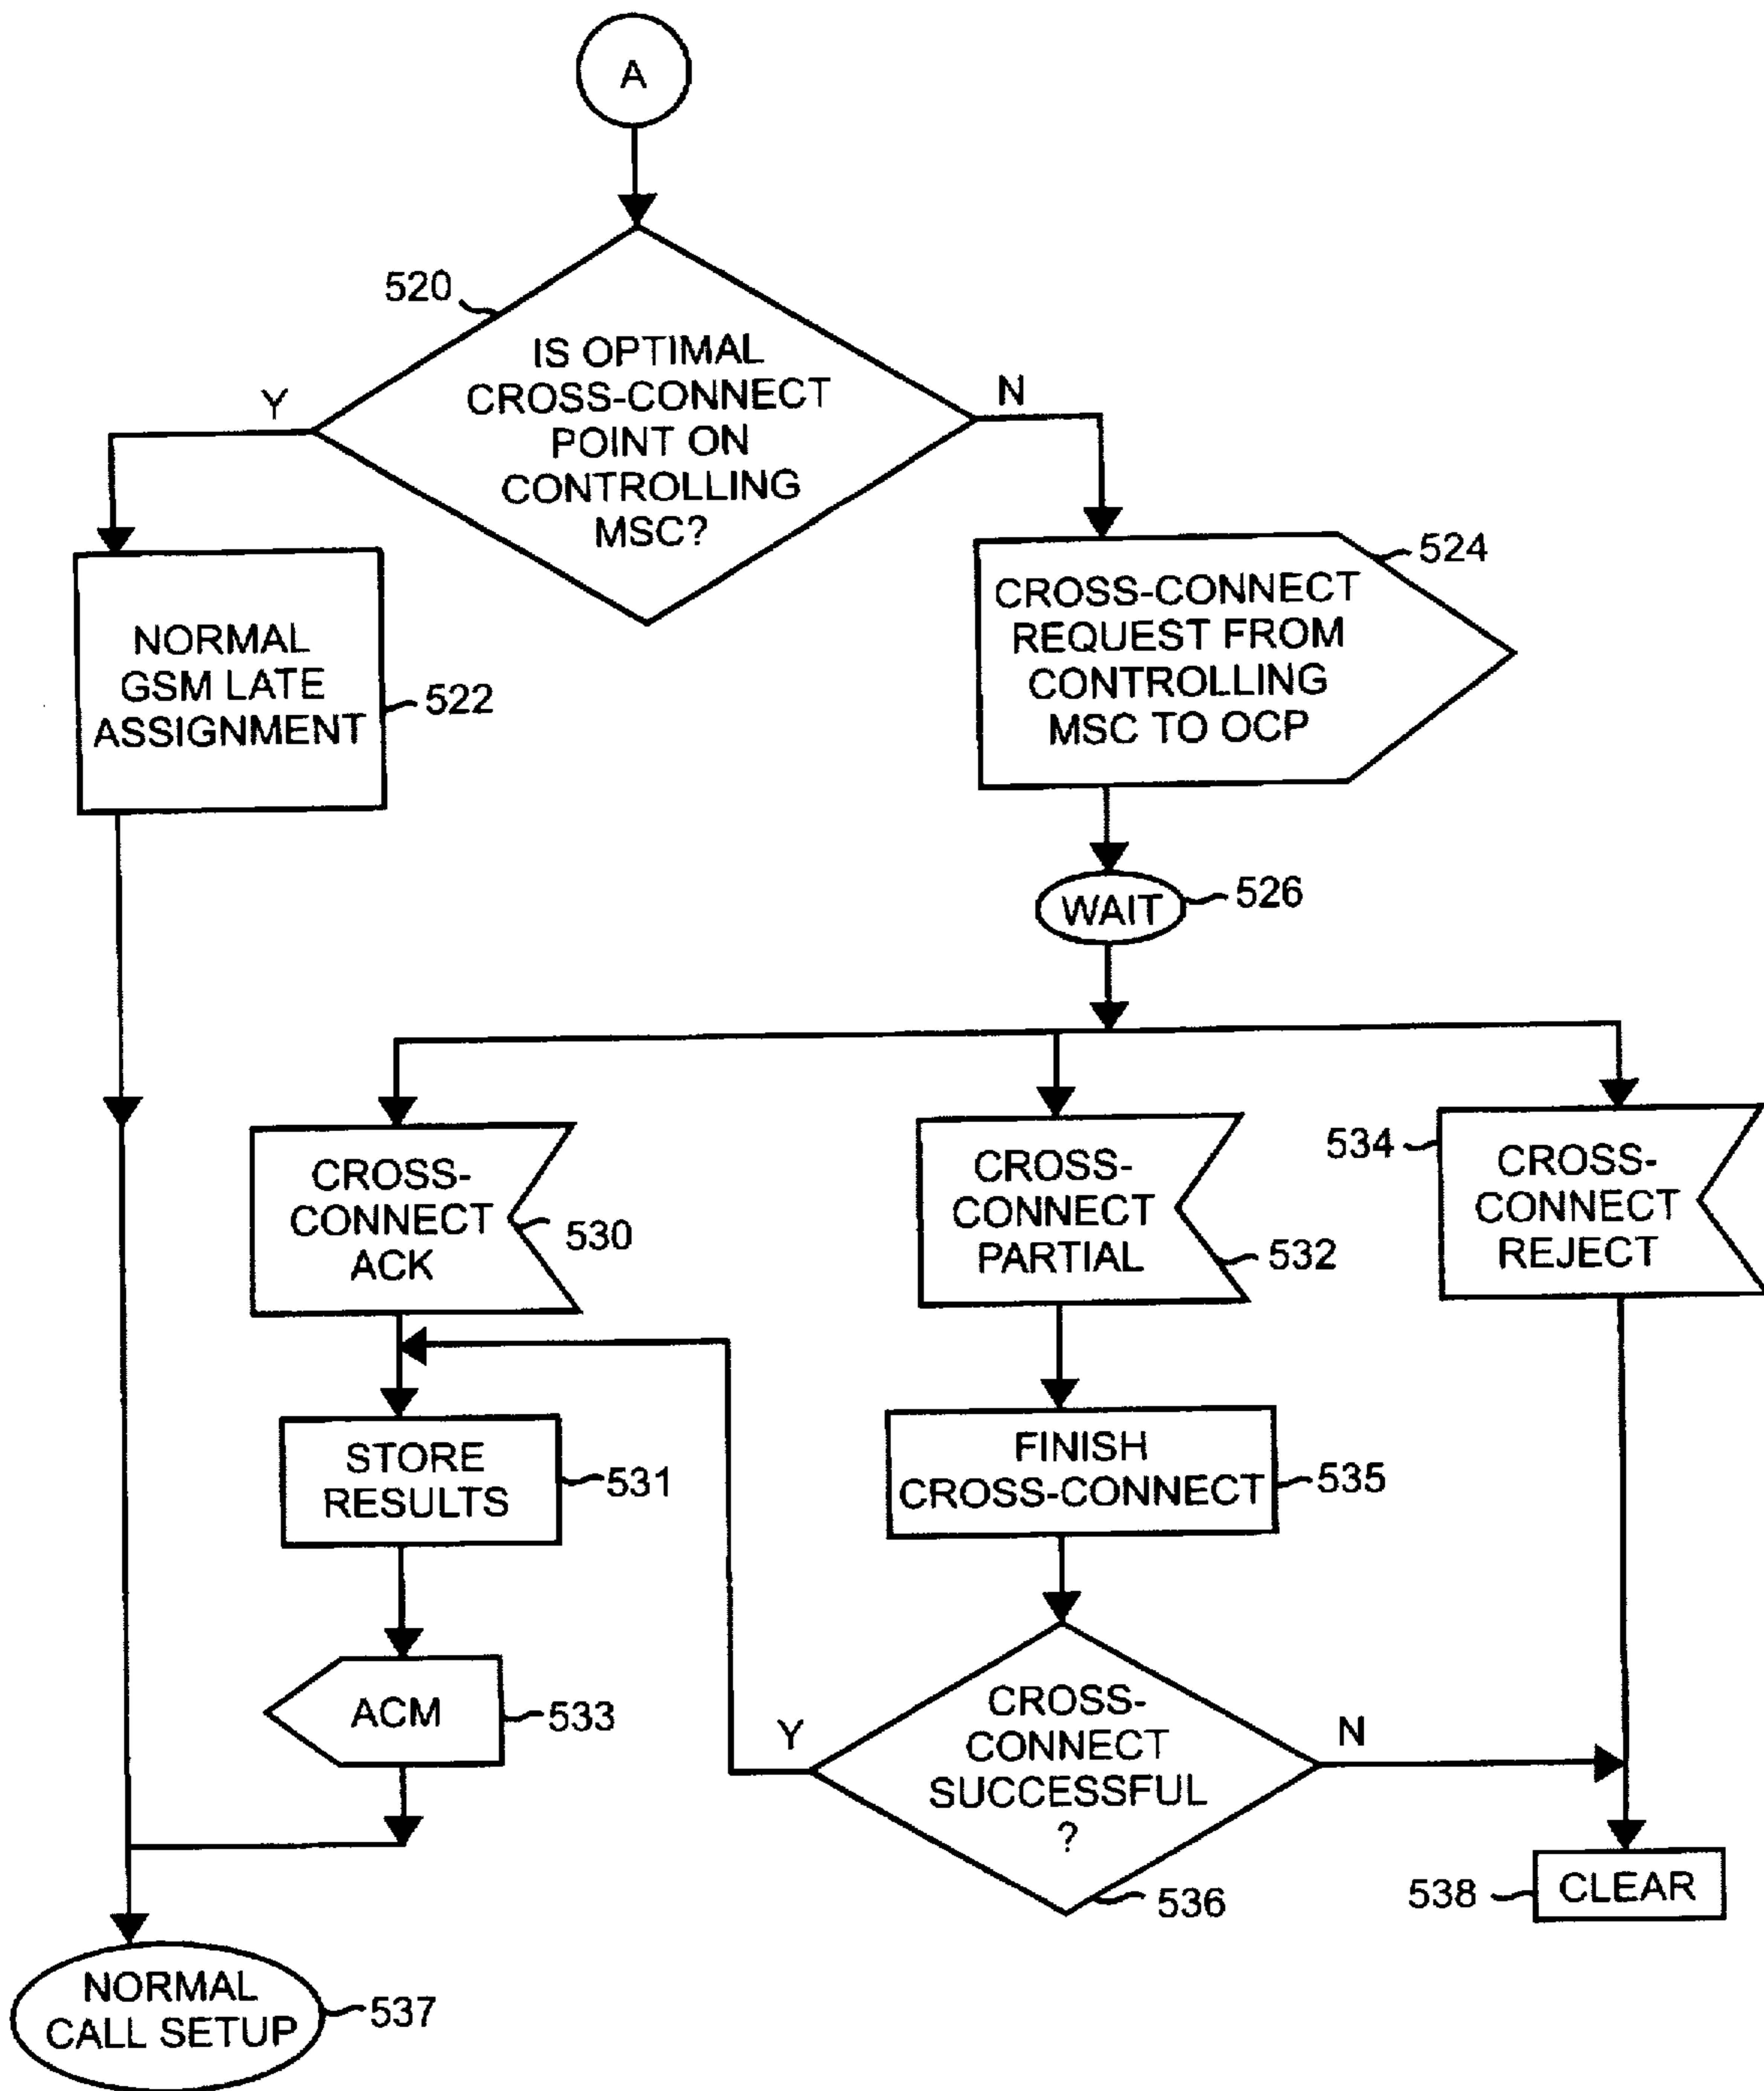 A
520
IS OPTIMAL
CROSS-CONNECT
POINT ON
CONTROLLING
MSC?
Y
N
NORMAL
GSM LATE
ASSIGNMENT
522
CROSS-CONNECT
REQUEST FROM
CONTROLLING
MSC TO OCP
524
WAIT
526
CROSS-
CONNECT
ACK
530
CROSS-
CONNECT
PARTIAL
532
534
CROSS-
CONNECT
REJECT
STORE
RESULTS
531
FINISH
CROSS-CONNECT
535
ACM
533
Y
CROSS-
CONNECT
SUCCESSFUL
?
N
536
538
CLEAR
NORMAL
CALL SETUP
537